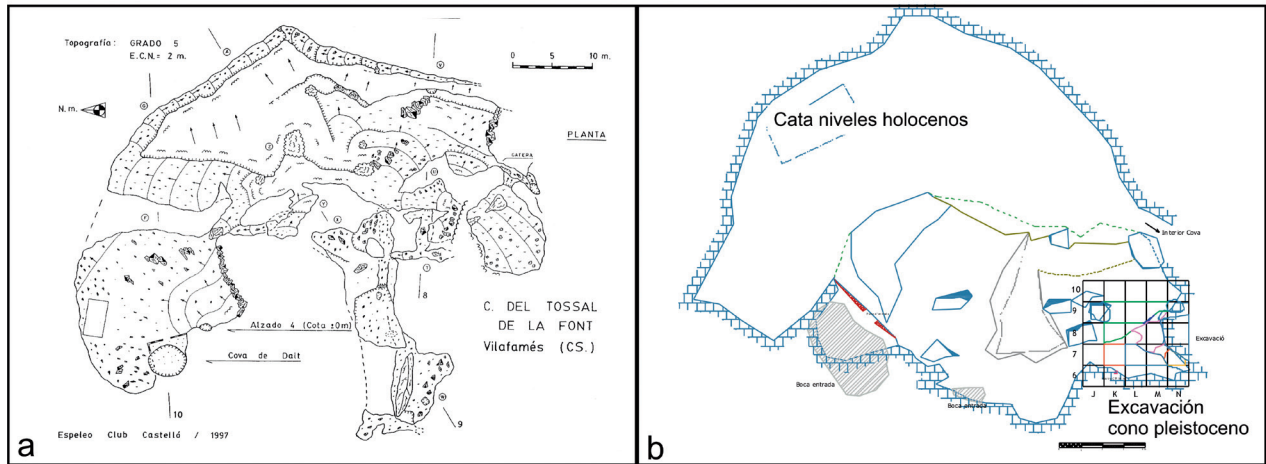 Topografía: GRADO 5
E.C.N.= 2 m.
0 5 10 m.
N.m.
PLANTA
GATERA
8
C. DEL TOSSAL
DE LA FONT
Vilafamés (CS.)
Alzado 4 (Cota ±0m)
Cova de Dalt
10
9
Espeleo Club Castelló / 1997
a
Cata niveles holocenos
Interior Cova
10
9
8
7
6
Excavació
J K L M N
Boca entrada
Boca entrada
Excavación
cono pleistoceno
b